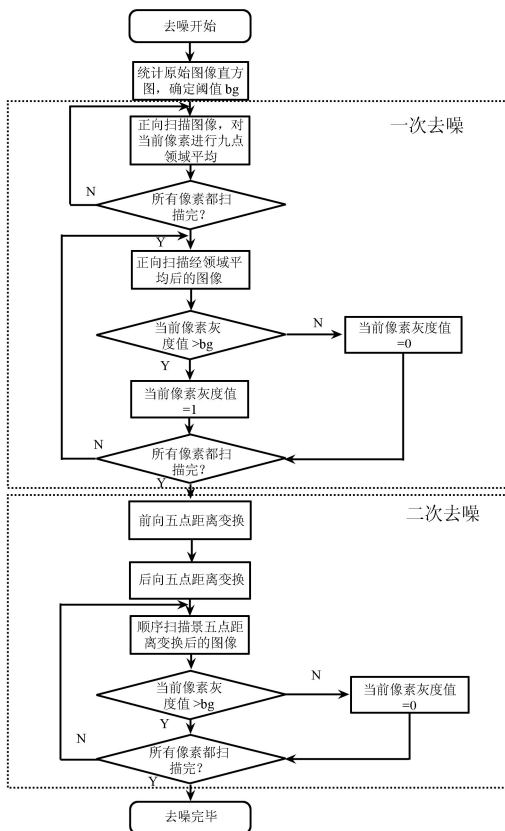 去噪开始
统计原始图像直方
图，确定阈值 bg
一次去噪
正向扫描图像，对
当前像素进行九点
领域平均
N
所有像素都扫
描完？
Y
正向扫描经领域平
均后的图像
当前像素灰
度值 >bg
N
当前像素灰度值
=0
Y
当前像素灰度值
=1
N
所有像素都扫
描完？
Y
二次去噪
前向五点距离变换
后向五点距离变换
顺序扫描景五点距
离变换后的图像
当前像素灰
度值 >bg
N
当前像素灰度值
=0
Y
N
所有像素都扫
描完？
Y
去噪完毕